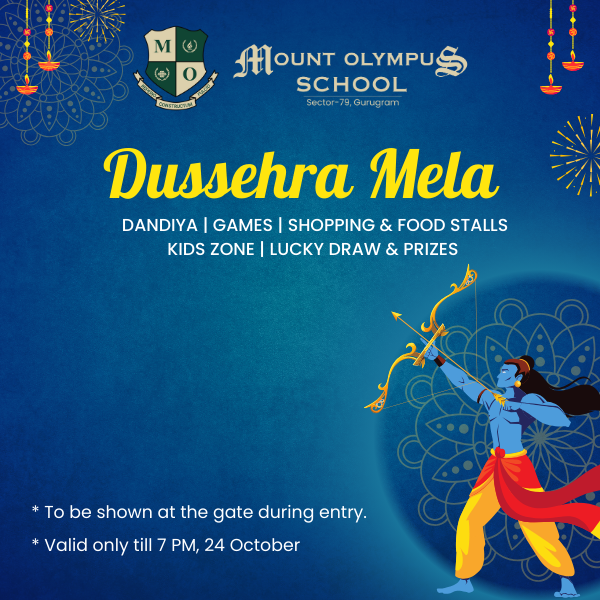 M
O
CONSTRUCTUM
MOUNT OLYMPUS
SCHOOL
Sector-79, Gurugram
Dussehra Mela
DANDIYA | GAMES | SHOPPING & FOOD STALLS
KIDS ZONE | LUCKY DRAW & PRIZES
* To be shown at the gate during entry.
* Valid only till 7 PM, 24 October